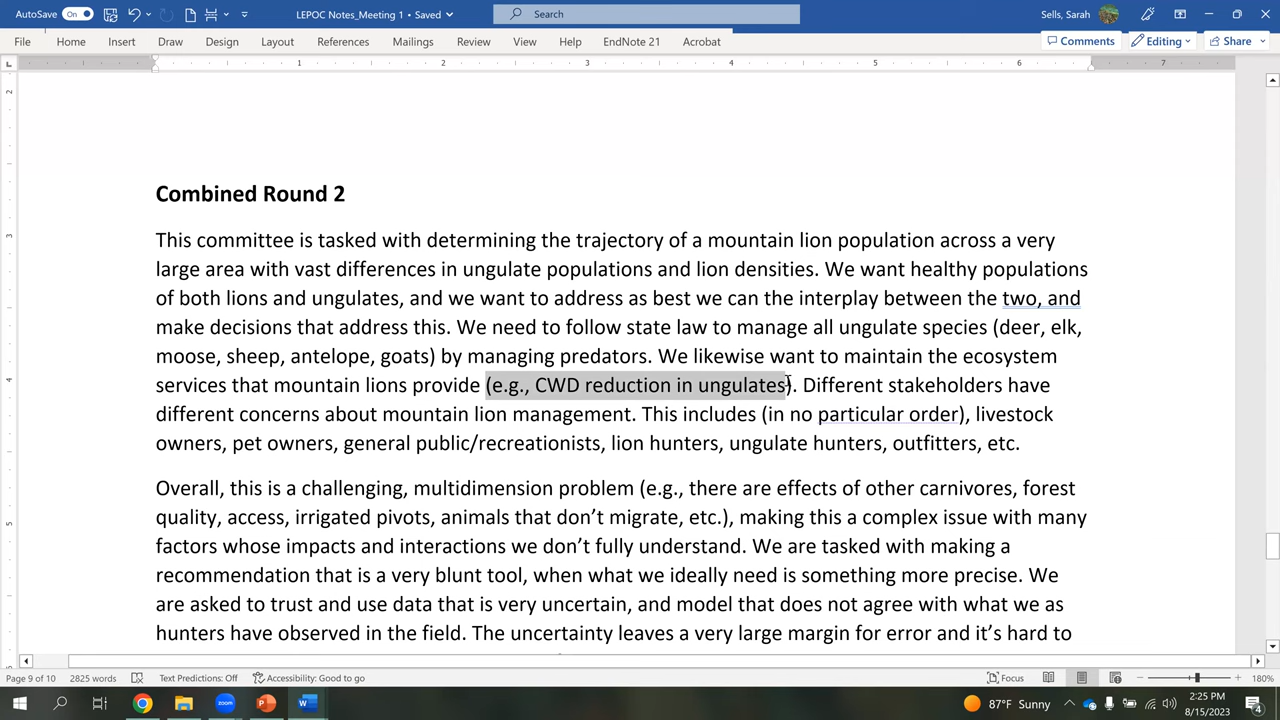 AutoSave On LEPOC Notes_Meeting 1 • Saved Search Sells, Sarah
File Home Insert Draw Design Layout References Mailings Review View Help EndNote 21 Acrobat Comments Editing Share
1 2 3 4 5 6 7
2
3
4
5
Combined Round 2
This committee is tasked with determining the trajectory of a mountain lion population across a very
large area with vast differences in ungulate populations and lion densities. We want healthy populations
of both lions and ungulates, and we want to address as best we can the interplay between the two, and
make decisions that address this. We need to follow state law to manage all ungulate species (deer, elk,
moose, sheep, antelope, goats) by managing predators. We likewise want to maintain the ecosystem
services that mountain lions provide (e.g., CWD reduction in ungulates). Different stakeholders have
different concerns about mountain lion management. This includes (in no particular order), livestock
owners, pet owners, general public/recreationists, lion hunters, ungulate hunters, outfitters, etc.
Overall, this is a challenging, multidimension problem (e.g., there are effects of other carnivores, forest
quality, access, irrigated pivots, animals that don’t migrate, etc.), making this a complex issue with many
factors whose impacts and interactions we don’t fully understand. We are tasked with making a
recommendation that is a very blunt tool, when what we ideally need is something more precise. We
are asked to trust and use data that is very uncertain, and model that does not agree with what we as
hunters have observed in the field. The uncertainty leaves a very large margin for error and it’s hard to
Page 9 of 10 2825 words Text Predictions: Off Accessibility: Good to go Focus 180%
zoom 87°F Sunny 2:25 PM
8/15/2023 4